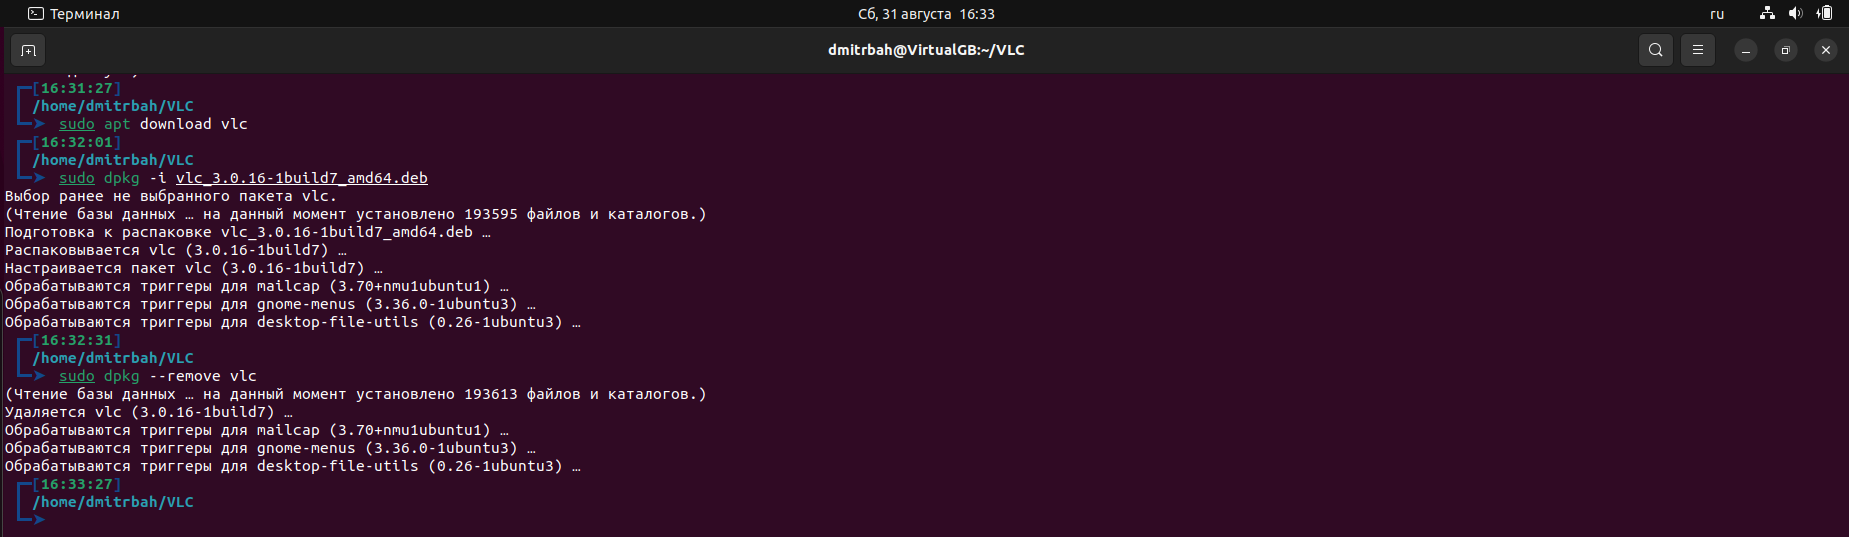 Терминал
Сб, 31 августа 16:33
ru
dmitrbah@VirtualGB:~/VLC
[16:31:27]
/home/dmitrbah/VLC
sudo apt download vlc
[16:32:01]
/home/dmitrbah/VLC
sudo dpkg -i vlc_3.0.16-1build7_amd64.deb
Выбор ранее не выбранного пакета vlc.
(Чтение базы данных … на данный момент установлено 193595 файлов и каталогов.)
Подготовка к распаковке vlc_3.0.16-1build7_amd64.deb …
Распаковывается vlc (3.0.16-1build7) …
Настраивается пакет vlc (3.0.16-1build7) …
Обрабатываются триггеры для mailcap (3.70+nmu1ubuntu1) …
Обрабатываются триггеры для gnome-menus (3.36.0-1ubuntu3) …
Обрабатываются триггеры для desktop-file-utils (0.26-1ubuntu3) …
[16:32:31]
/home/dmitrbah/VLC
sudo dpkg --remove vlc
(Чтение базы данных … на данный момент установлено 193613 файлов и каталогов.)
Удаляется vlc (3.0.16-1build7) …
Обрабатываются триггеры для mailcap (3.70+nmu1ubuntu1) …
Обрабатываются триггеры для gnome-menus (3.36.0-1ubuntu3) …
Обрабатываются триггеры для desktop-file-utils (0.26-1ubuntu3) …
[16:33:27]
/home/dmitrbah/VLC